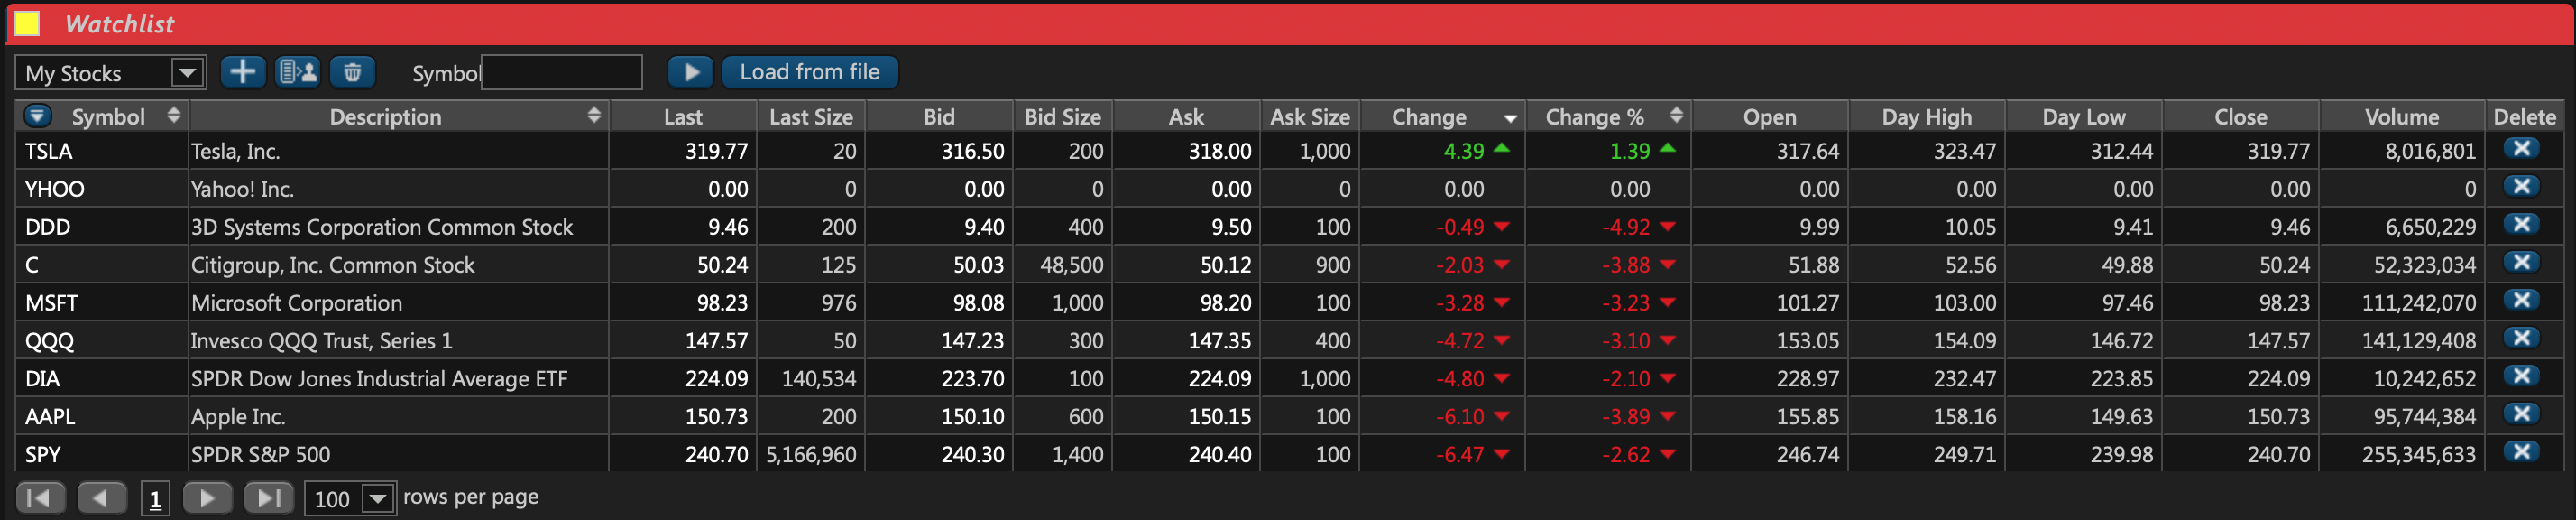 Watchlist
My Stocks Symbol Load from file
Symbol Description Last Last Size Bid Bid Size Ask Ask Size Change Change % Open Day High Day Low Close Volume Delete
TSLA Tesla, Inc. 319.77 20 316.50 200 318.00 1,000 4.39 1.39 317.64 323.47 312.44 319.77 8,016,801
YHOO Yahoo! Inc. 0.00 0 0.00 0 0.00 0 0.00 0.00 0.00 0.00 0.00 0.00 0
DDD 3D Systems Corporation Common Stock 9.46 200 9.40 400 9.50 100 -0.49 -4.92 9.99 10.05 9.41 9.46 6,650,229
C Citigroup, Inc. Common Stock 50.24 125 50.03 48,500 50.12 900 -2.03 -3.88 51.88 52.56 49.88 50.24 52,323,034
MSFT Microsoft Corporation 98.23 976 98.08 1,000 98.20 100 -3.28 -3.23 101.27 103.00 97.46 98.23 111,242,070
QQQ Invesco QQQ Trust, Series 1 147.57 50 147.23 300 147.35 400 -4.72 -3.10 153.05 154.09 146.72 147.57 141,129,408
DIA SPDR Dow Jones Industrial Average ETF 224.09 140,534 223.70 100 224.09 1,000 -4.80 -2.10 228.97 232.47 223.85 224.09 10,242,652
AAPL Apple Inc. 150.73 200 150.10 600 150.15 100 -6.10 -3.89 155.85 158.16 149.63 150.73 95,744,384
SPY SPDR S&P 500 240.70 5,166,960 240.30 1,400 240.40 100 -6.47 -2.62 246.74 249.71 239.98 240.70 255,345,633
1 100 rows per page